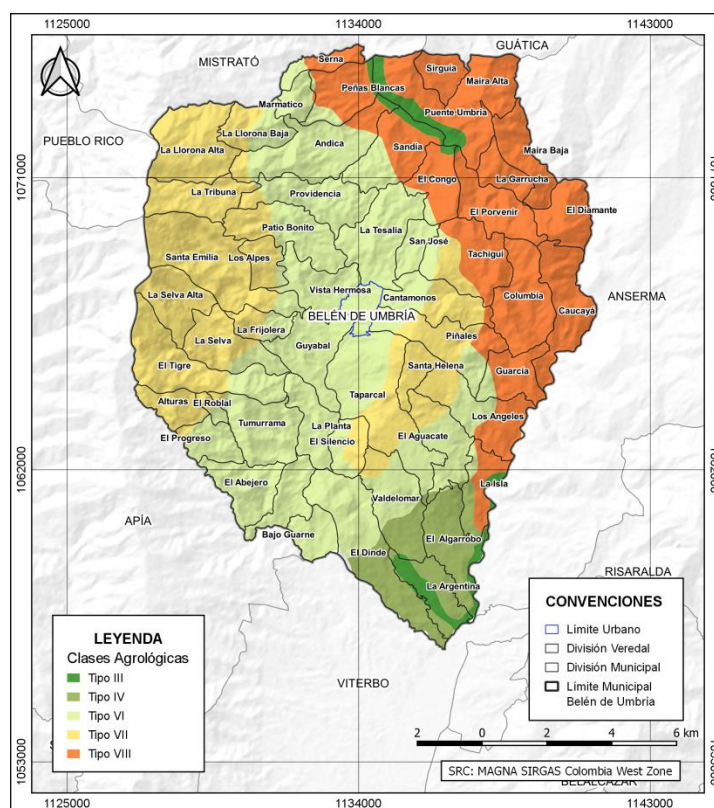 1125000
1134000
1143000
GUÁTICA
MISTRATÓ
Serna
Sirguia
Peñas Blancas
Maira Alta
Marmatico
Puente Umbría
La Llorona Baja
PUEBLO RICO
Andica
Sandía
Maira Baja
La Llorona Alta
1071000
1071000
El Congo
La Garrucha
La Tribuna
Providencia
El Porvenir
El Diamante
Patio Bonito
La Tesalia
San José
Santa Emilia
Los Alpes
Tachiguí
Vista Hermosa
La Selva Alta
Cantamonos
Columbia
ANSERMA
BELÉN DE UMBRÍA
Caucayá
La Frijolera
Piñales
La Selva
Guyabal
El Tigre
Santa Helena
Guarcía
Alturas
El Roblal
Taparcal
Los Angeles
Tumurrama
La Planta
El Progreso
El Silencio
El Aguacate
1062000
1062000
El Abejero
Valdelomar
La Isla
APÍA
Bajo Guarne
El Dinde
El Algarrobo
RISARALDA
La Argentina
LEYENDA
Clases Agrológicas
Tipo III
Tipo IV
Tipo VI
Tipo VII
Tipo VIII
CONVENCIONES
Límite Urbano
División Veredal
División Municipal
Límite Municipal
Belén de Umbría
VITERBO
2 0 2 4 6 km
SRC: MAGNA SIRGAS Colombia West Zone
1053000
1053000
BELALCÁZAR
1125000
1134000
1143000